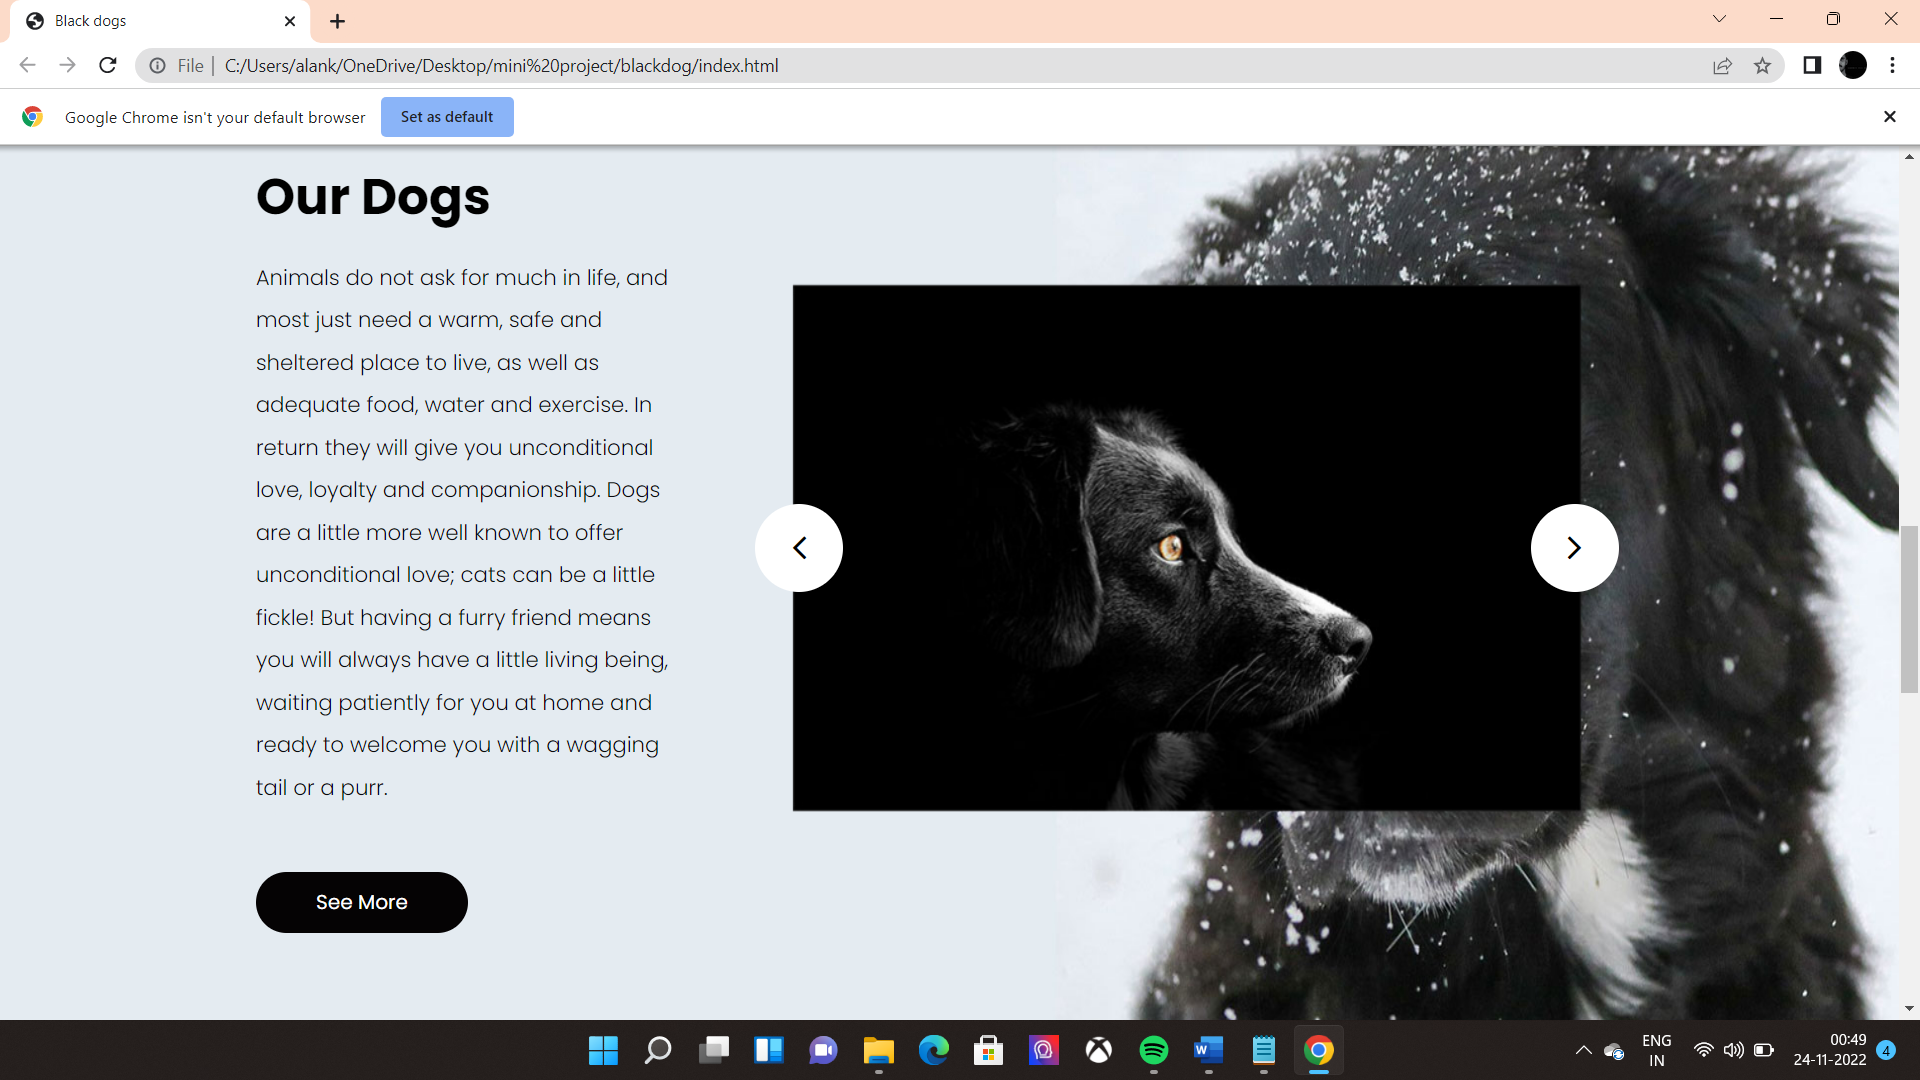 Black dogs
File
C:/Users/alank/OneDrive/Desktop/mini%20project/blackdog/index.html
Google Chrome isn't your default browser
Set as default
Our Dogs
Animals do not ask for much in life, and
most just need a warm, safe and
sheltered place to live, as well as
adequate food, water and exercise. In
return they will give you unconditional
love, loyalty and companionship. Dogs
are a little more well known to offer
unconditional love; cats can be a little
fickle! But having a furry friend means
you will always have a little living being,
waiting patiently for you at home and
ready to welcome you with a wagging
tail or a purr.
See More
W
ENG
IN
00:49
24-11-2022
4